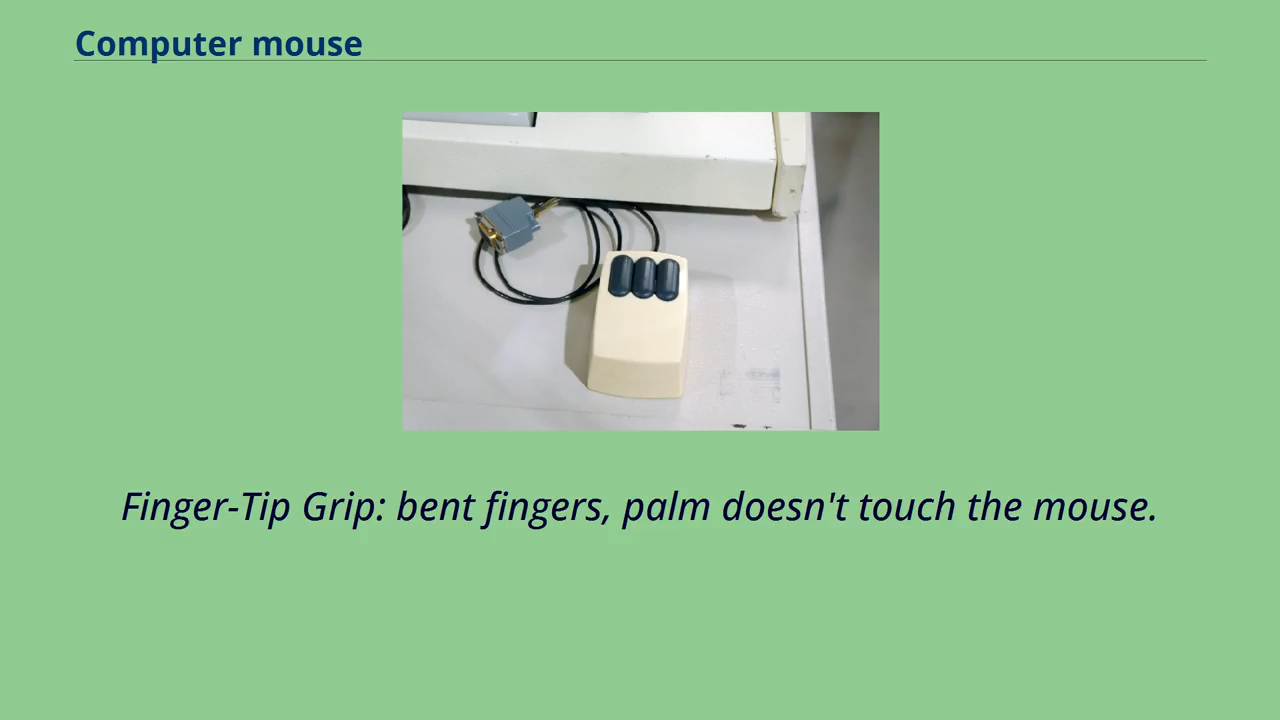 Computer mouse
Finger-Tip Grip: bent fingers, palm doesn't touch the mouse.